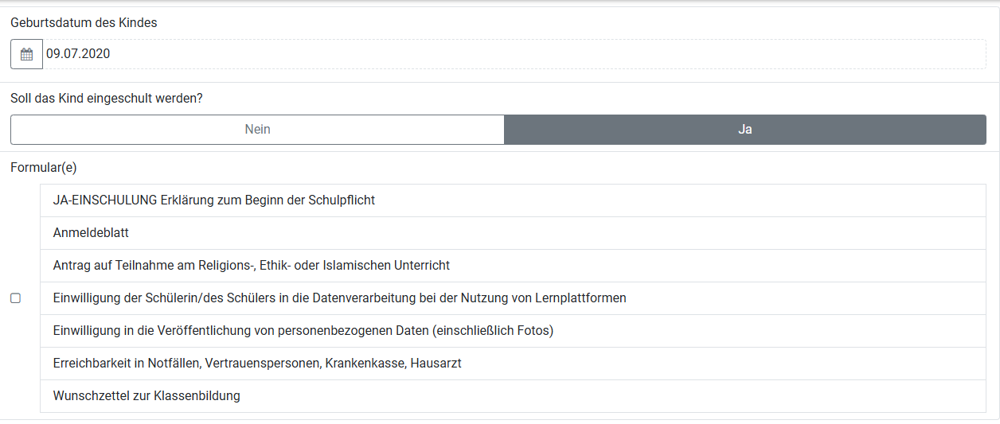 Geburtsdatum des Kindes
09.07.2020
Soll das Kind eingeschult werden?
Nein
Ja
Formular(e)
JA-EINSCHULUNG Erklärung zum Beginn der Schulpflicht
Anmeldeblatt
Antrag auf Teilnahme am Religions-, Ethik- oder Islamischen Unterricht
Einwilligung der Schülerin/des Schülers in die Datenverarbeitung bei der Nutzung von Lernplattformen
Einwilligung in die Veröffentlichung von personenbezogenen Daten (einschließlich Fotos)
Erreichbarkeit in Notfällen, Vertrauenspersonen, Krankenkasse, Hausarzt
Wunschzettel zur Klassenbildung